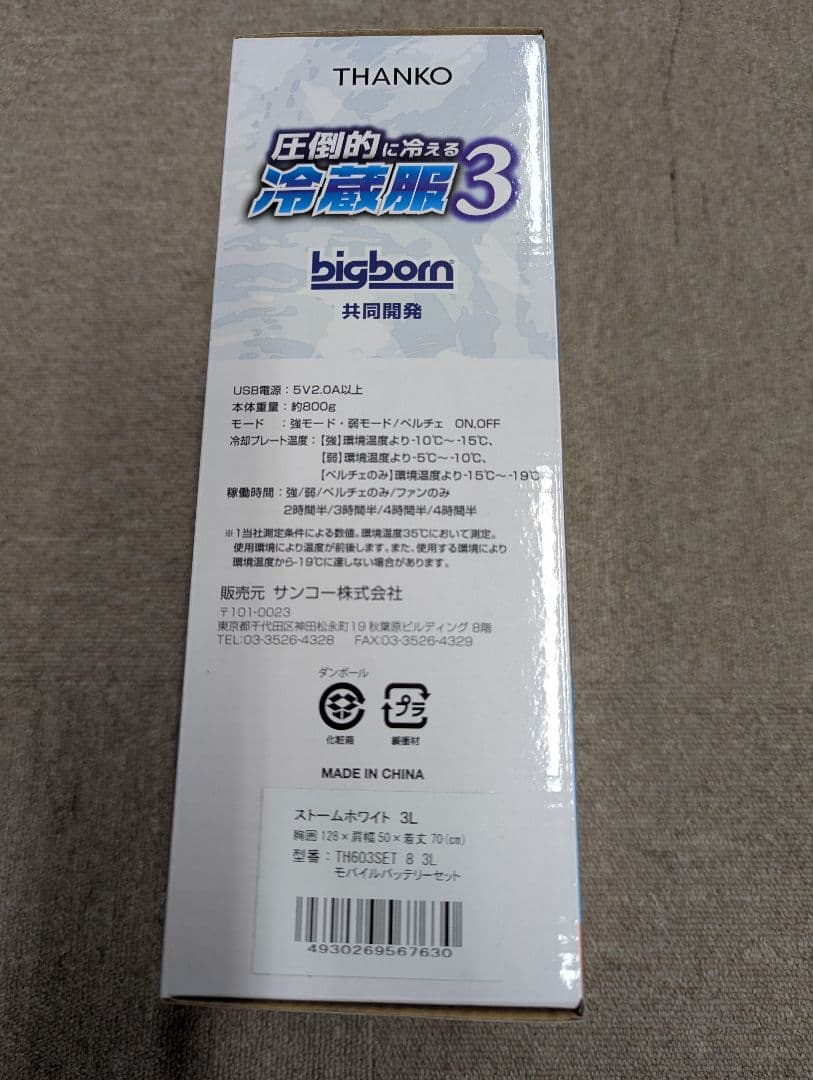 THANKO
圧倒的に冷える
冷蔵服3
bigborn
共同開発
USB電源：5V2.0A以上
本体重量：約800g
モード ：強モード・弱モード/ペルチェ ON,OFF
冷却プレート温度：【強】環境温度より-10℃～-15℃、
【弱】環境温度より-5℃～-10℃、
【ペルチェのみ】環境温度より-15℃～-19℃
稼働時間：強/弱/ペルチェのみ/ファンのみ
2時間半/3時間半/4時間半/4時間半
※1当社測定条件による数値。環境温度35℃において測定。
使用環境により温度が前後します。また、使用する環境により
環境温度から-19℃に達しない場合があります。
販売元 サンコー株式会社
〒101-0023
東京都千代田区神田松永町19 秋葉原ビルディング 8階
TEL:03-3526-4328 FAX:03-3526-4329
ダンボール
プラ
化粧箱 緩衝材
MADE IN CHINA
ストームホワイト 3L
胸囲128×肩幅50×着丈70(cm)
型番：TH603SET 8 3L
モバイルバッテリーセット
4930269567630